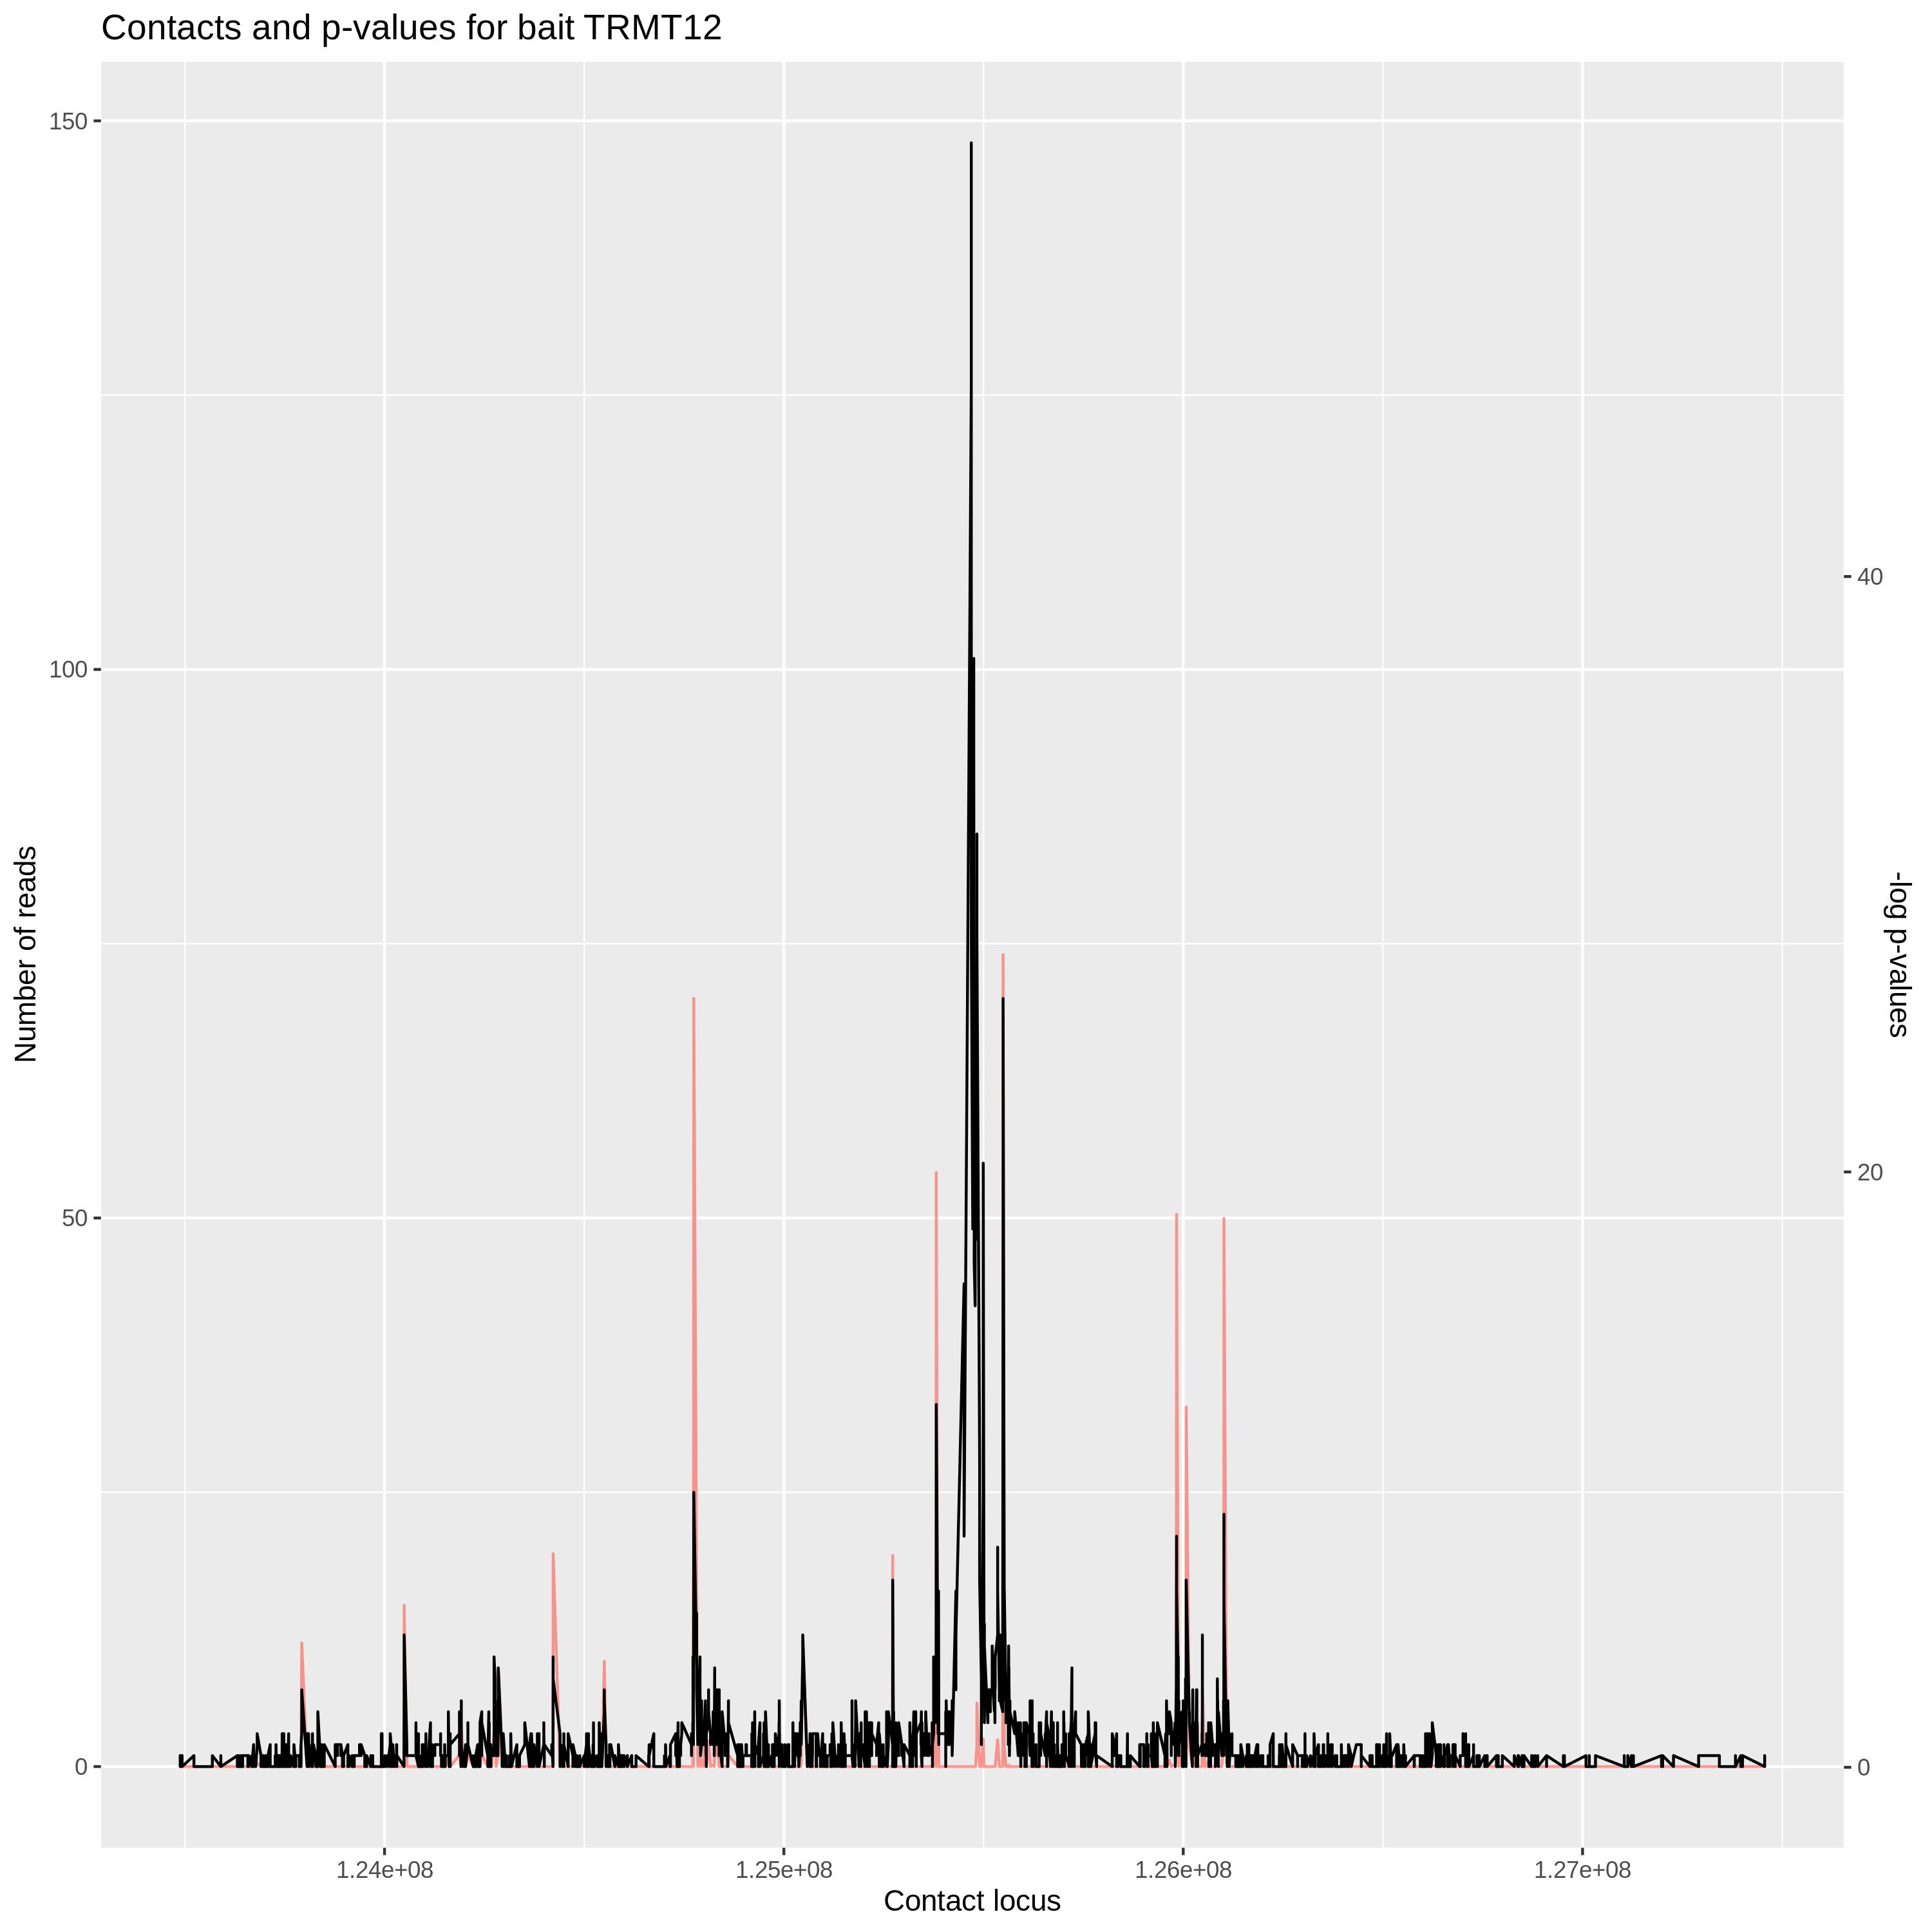 Contacts and p-values for bait TRMT12
150
100
50
0
Number of reads
40
20
0
-log p-values
1.24e+08
1.25e+08
1.26e+08
1.27e+08
Contact locus